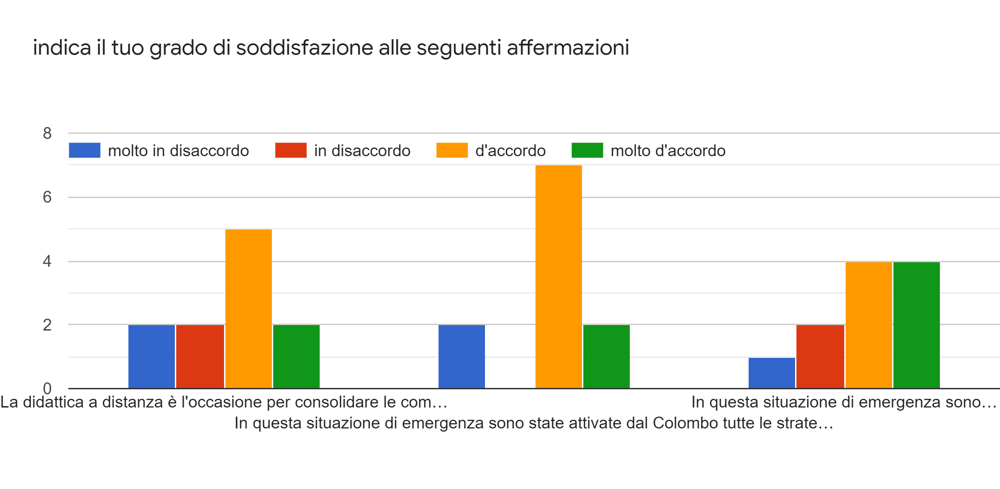 indica il tuo grado di soddisfazione alle seguenti affermazioni
8
molto in disaccordo in disaccordo d'accordo molto d'accordo
6
4
2
0
La didattica a distanza è l'occasione per consolidare le com…
In questa situazione di emergenza sono…
In questa situazione di emergenza sono state attivate dal Colombo tutte le strate…